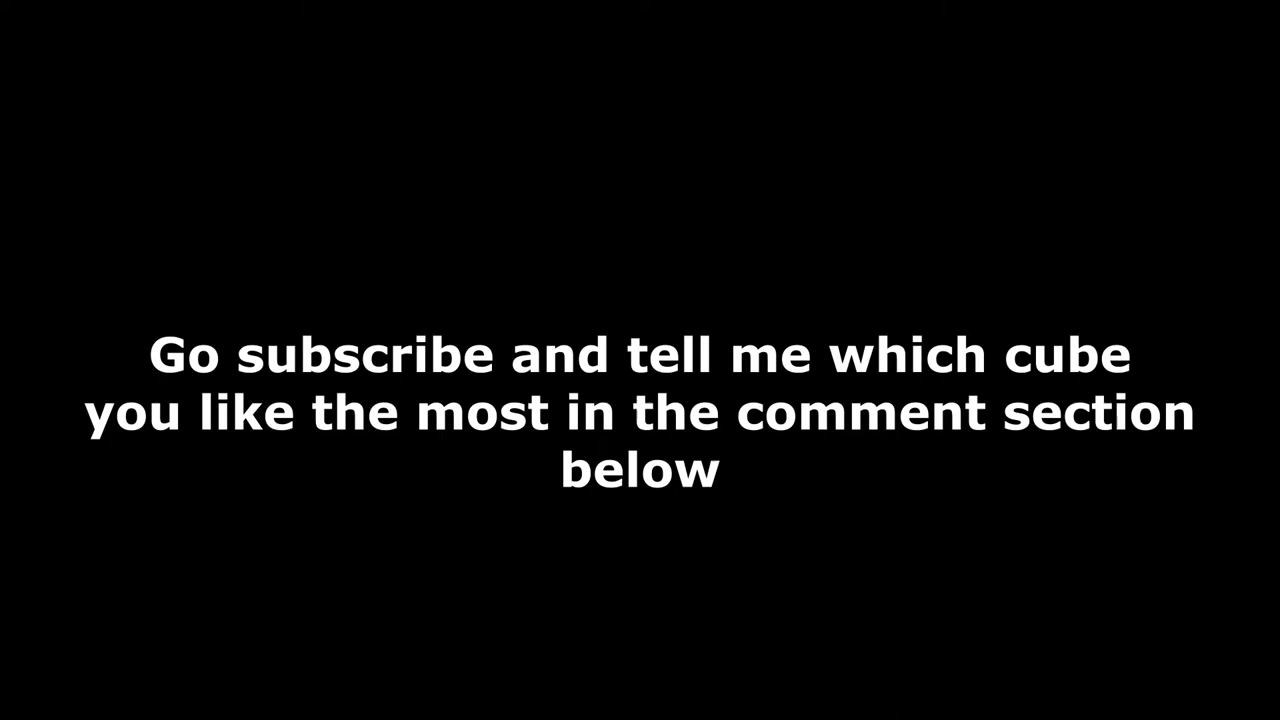 Go subscribe and tell me which cube
you like the most in the comment section
below